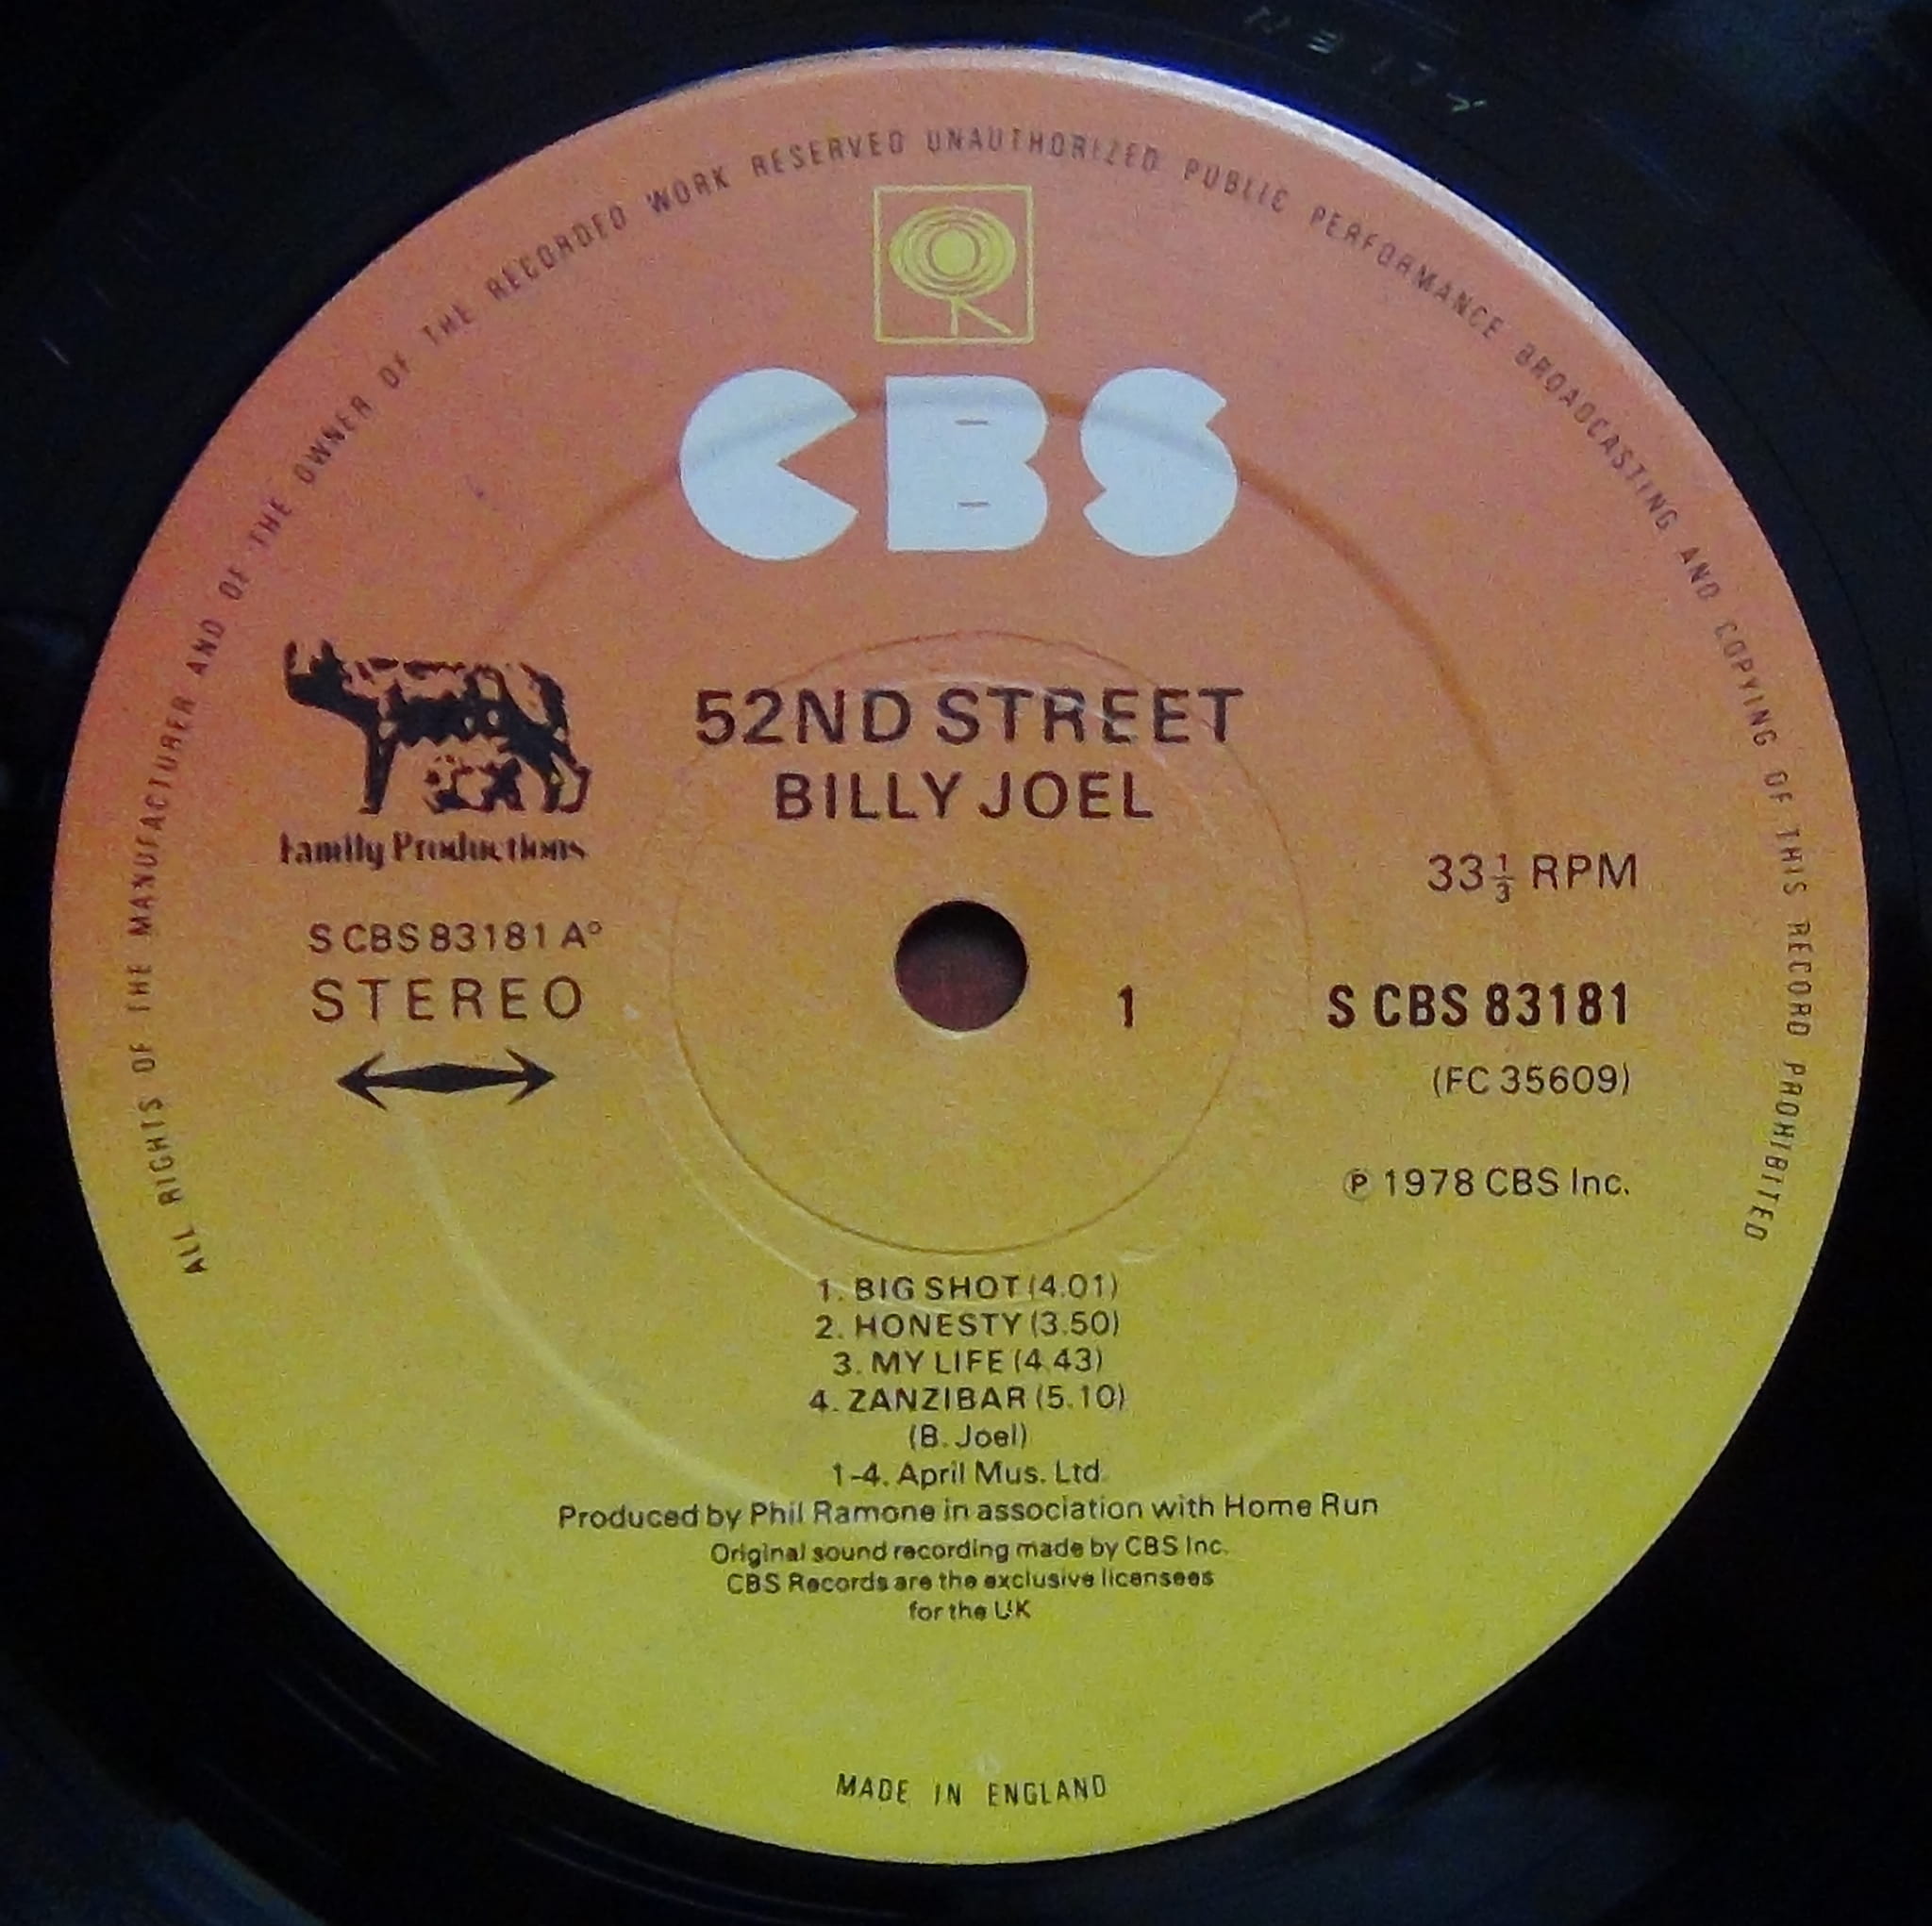 ALL RIGHTS OF THE MANUFACTURER AND OF THE OWNER OF THE RECORDED WORK RESERVED UNAUTHORIZED PUBLIC PERFORMANCE BROADCASTING AND COPYING OF THIS RECORD PROHIBITED
CBS
52ND STREET
BILLY JOEL
Family Productions
33⅓ RPM
S CBS 83181 A°
STEREO
1
S CBS 83181
(FC 35609)
℗ 1978 CBS Inc.
1. BIG SHOT (4.01)
2. HONESTY (3.50)
3. MY LIFE (4.43)
4. ZANZIBAR (5.10)
(B. Joel)
1-4. April Mus. Ltd.
Produced by Phil Ramone in association with Home Run
Original sound recording made by CBS Inc.
CBS Records are the exclusive licensees
for the UK
MADE IN ENGLAND